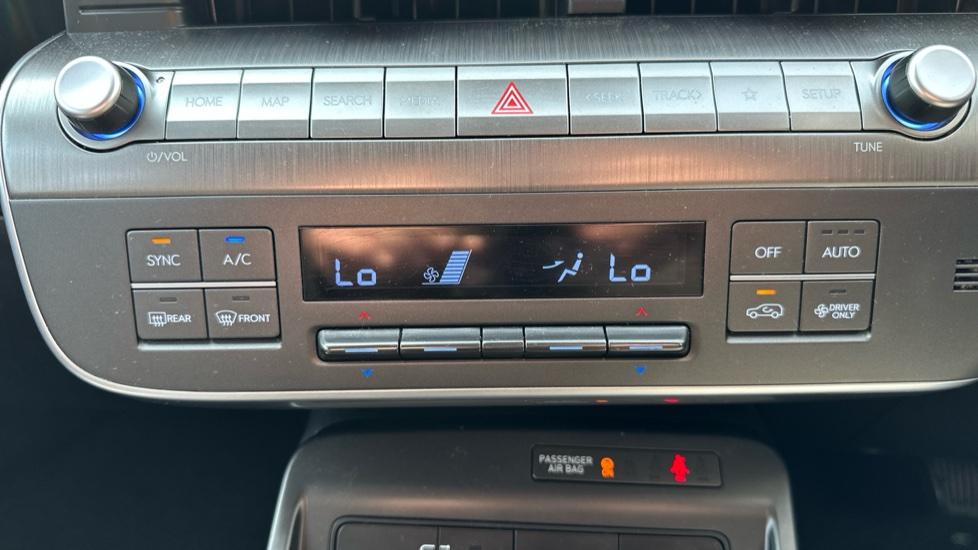 HOME MAP SEARCH MEDIA <SEEK TRACK> SETUP
/VOL TUNE
SYNC A/C Lo Lo OFF AUTO
REAR FRONT DRIVER
ONLY
PASSENGER
AIR BAG